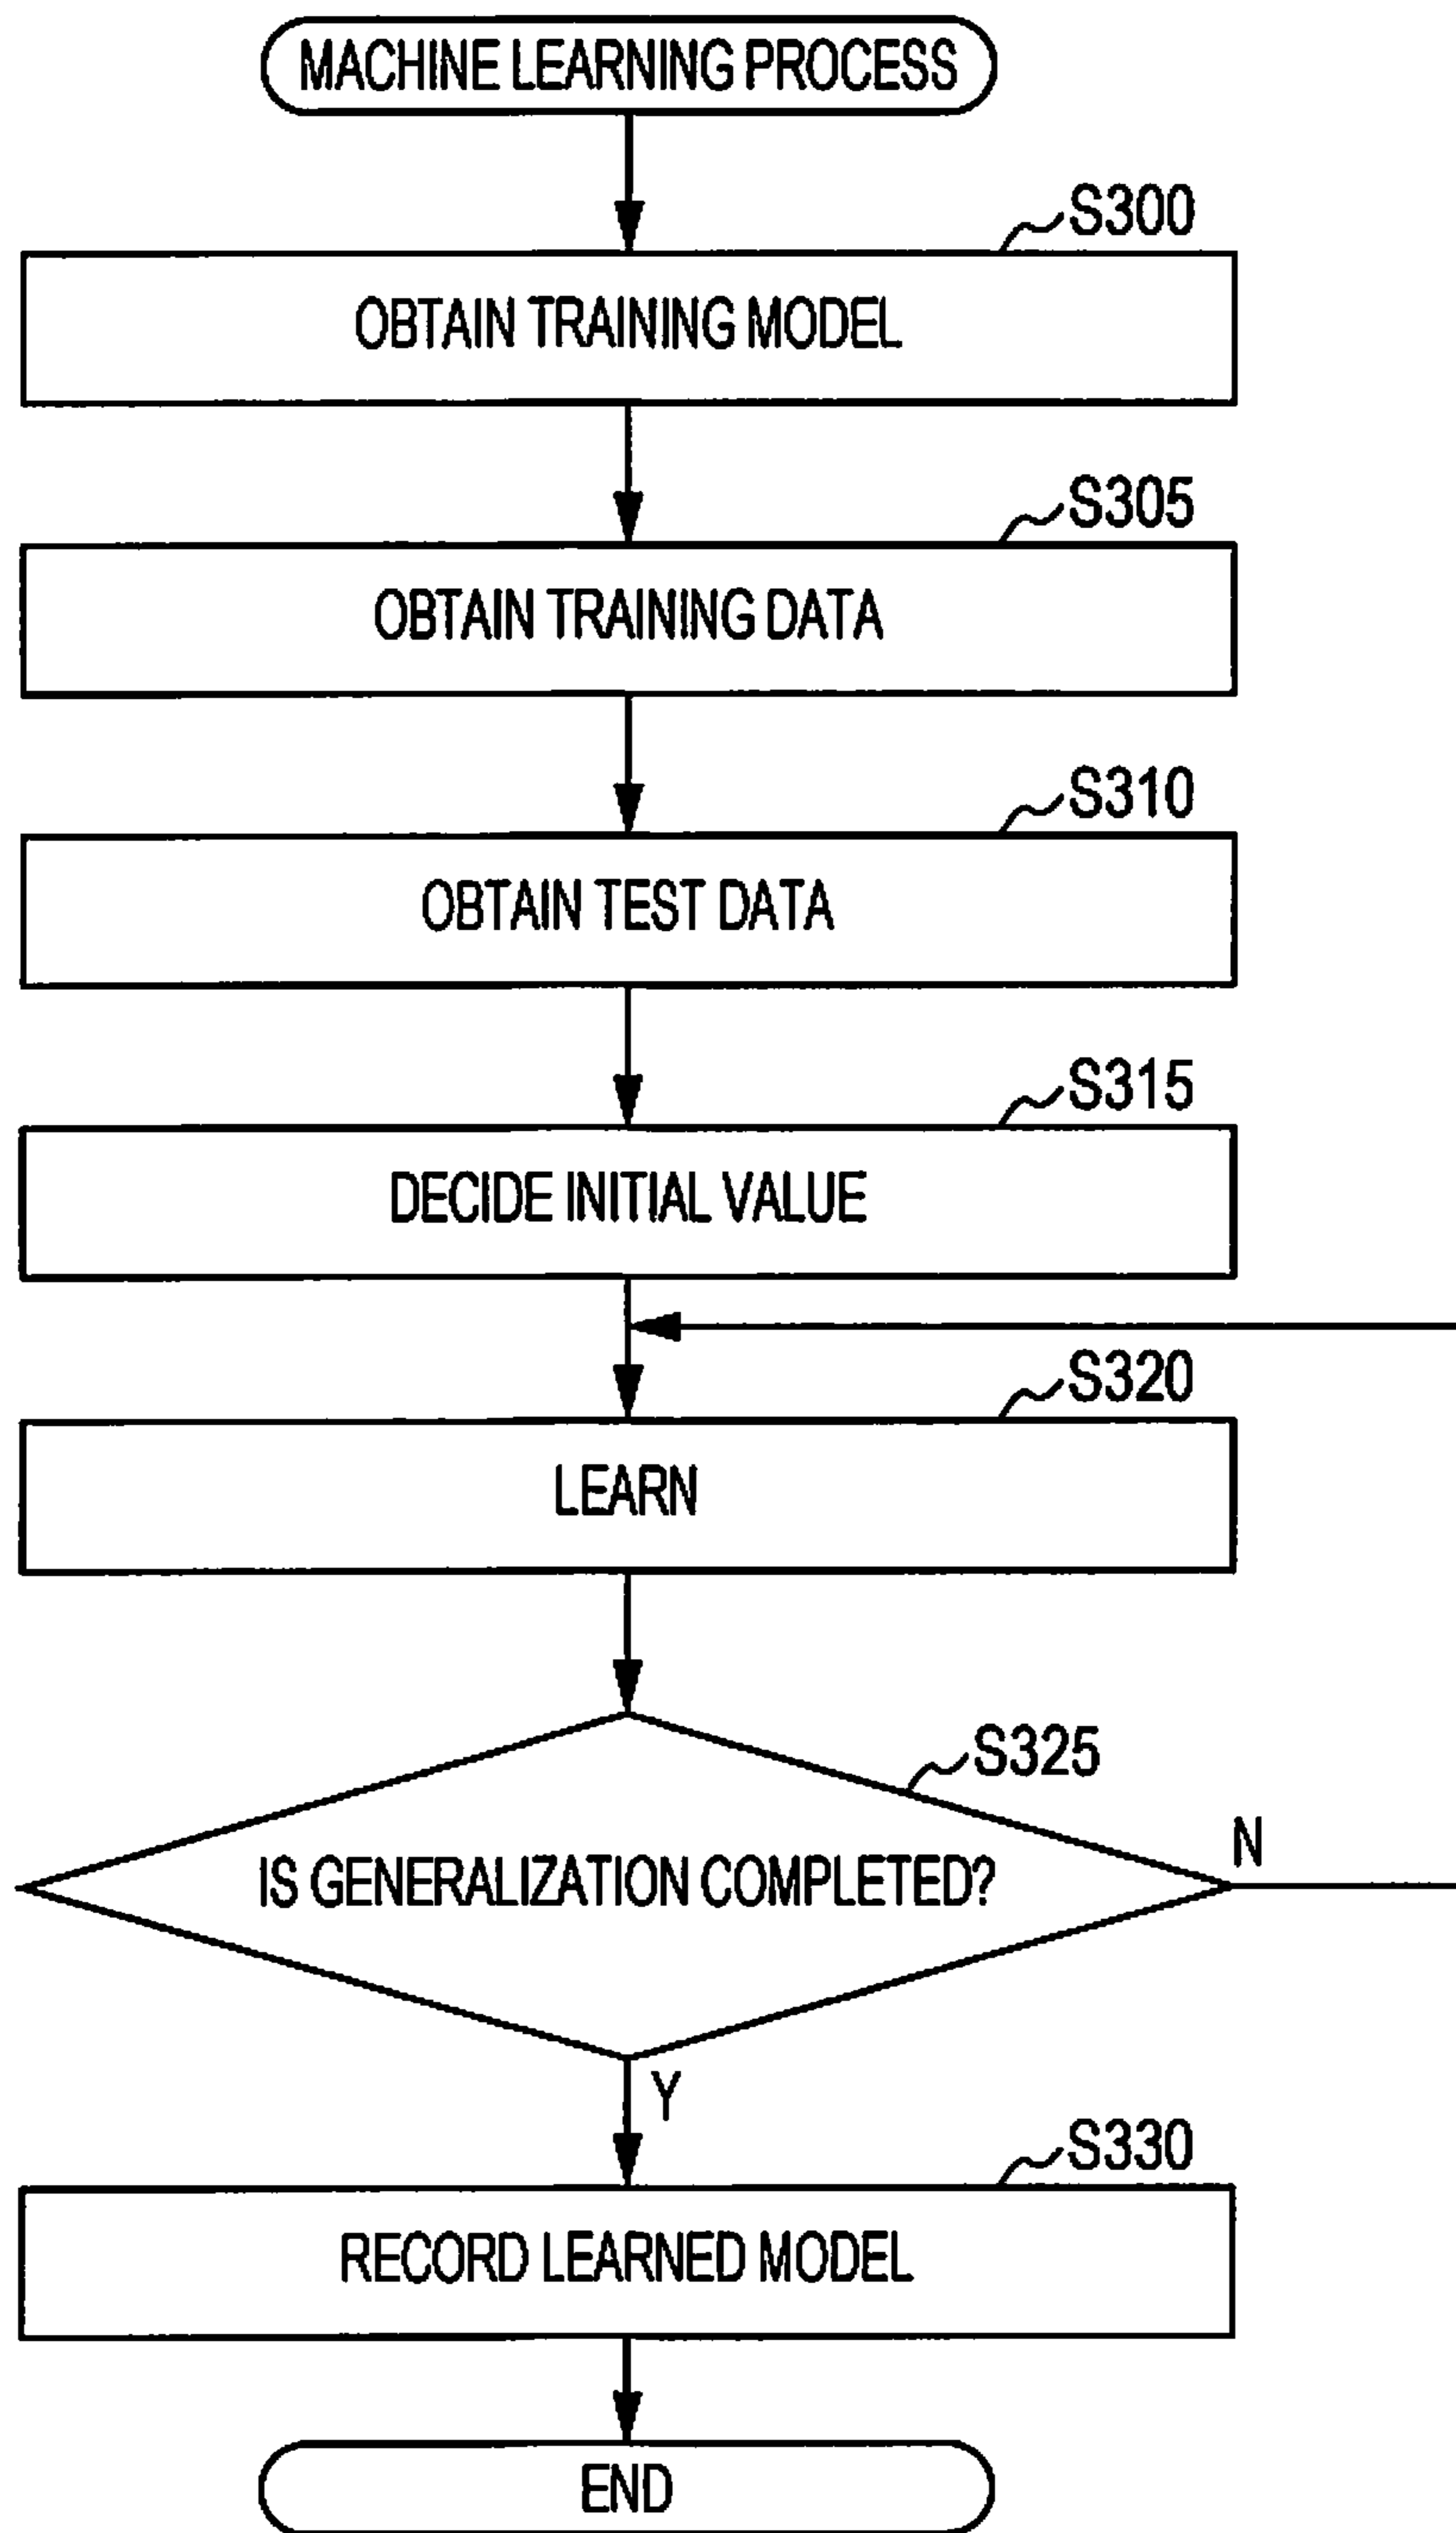 MACHINE LEARNING PROCESS
S300
OBTAIN TRAINING MODEL
S305
OBTAIN TRAINING DATA
S310
OBTAIN TEST DATA
S315
DECIDE INITIAL VALUE
S320
LEARN
S325
IS GENERALIZATION COMPLETED?
N
Y
S330
RECORD LEARNED MODEL
END